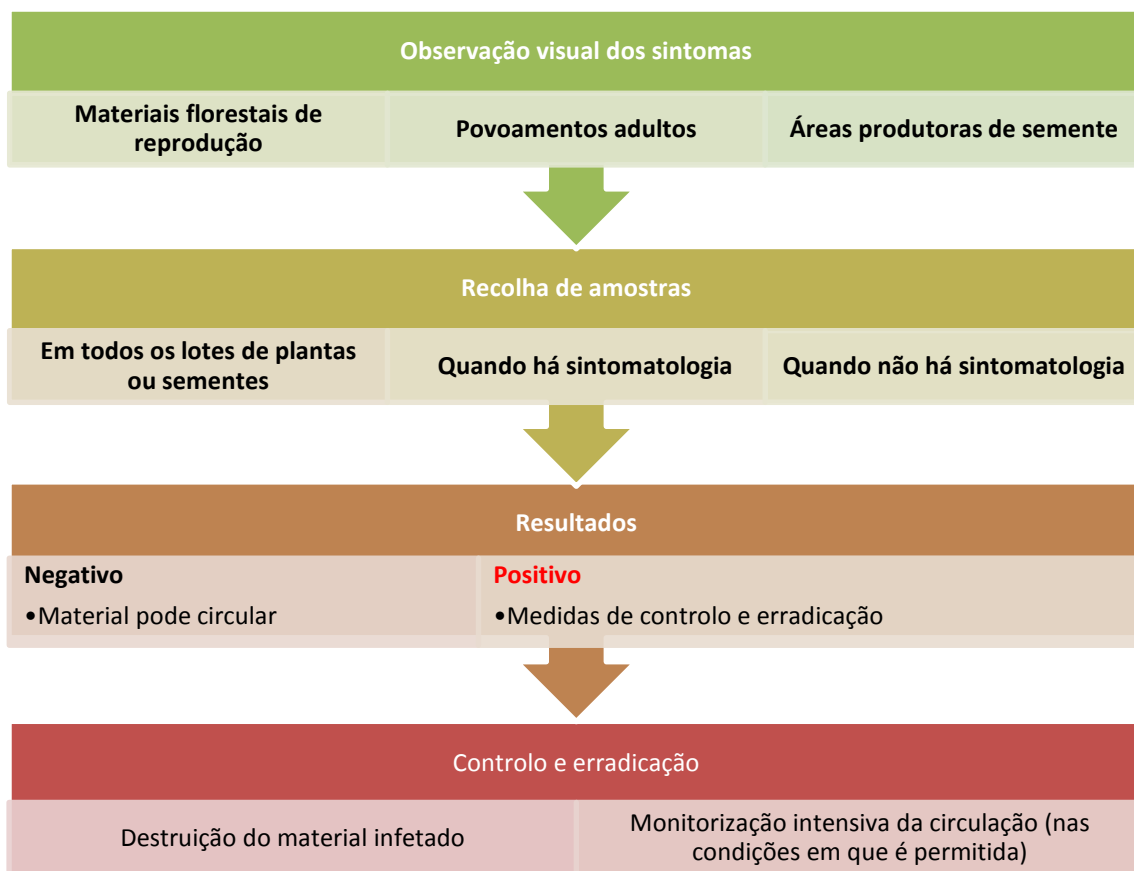 Observação visual dos sintomas
Materiais florestais de
reprodução
Povoamentos adultos
Áreas produtoras de semente
Recolha de amostras
Em todos os lotes de plantas
ou sementes
Quando há sintomatologia
Quando não há sintomatologia
Resultados
Negativo
•Material pode circular
Positivo
•Medidas de controlo e erradicação
Controlo e erradicação
Destruição do material infetado
Monitorização intensiva da circulação (nas
condições em que é permitida)